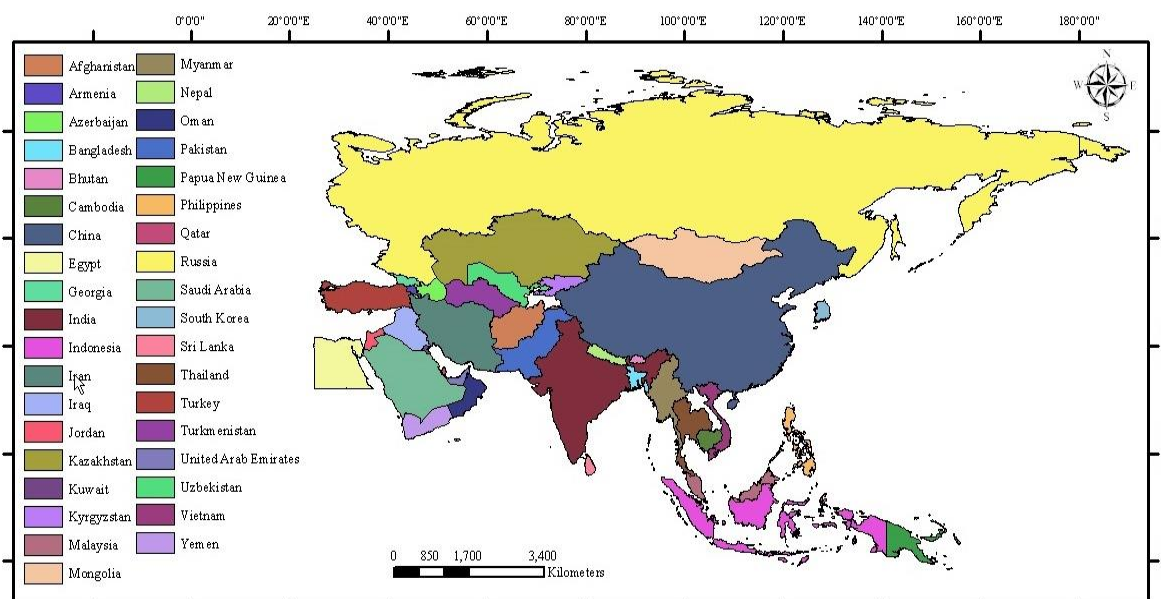 0°0'0" 20°0'0"E 40°0'0"E 60°0'0"E 80°0'0"E 100°0'0"E 120°0'0"E 140°0'0"E 160°0'0"E 180°0'0"
Afghanistan
Armenia
Azerbaijan
Bangladesh
Bhutan
Cambodia
China
Egypt
Georgia
India
Indonesia
Iran
Iraq
Jordan
Kazakhstan
Kuwait
Kyrgyzstan
Malaysia
Mongolia
Myanmar
Nepal
Oman
Pakistan
Papua New Guinea
Philippines
Qatar
Russia
Saudi Arabia
South Korea
Sri Lanka
Thailand
Turkey
Turkmenistan
United Arab Emirates
Uzbekistan
Vietnam
Yemen
N
W E
S
0 850 1,700 3,400
Kilometers